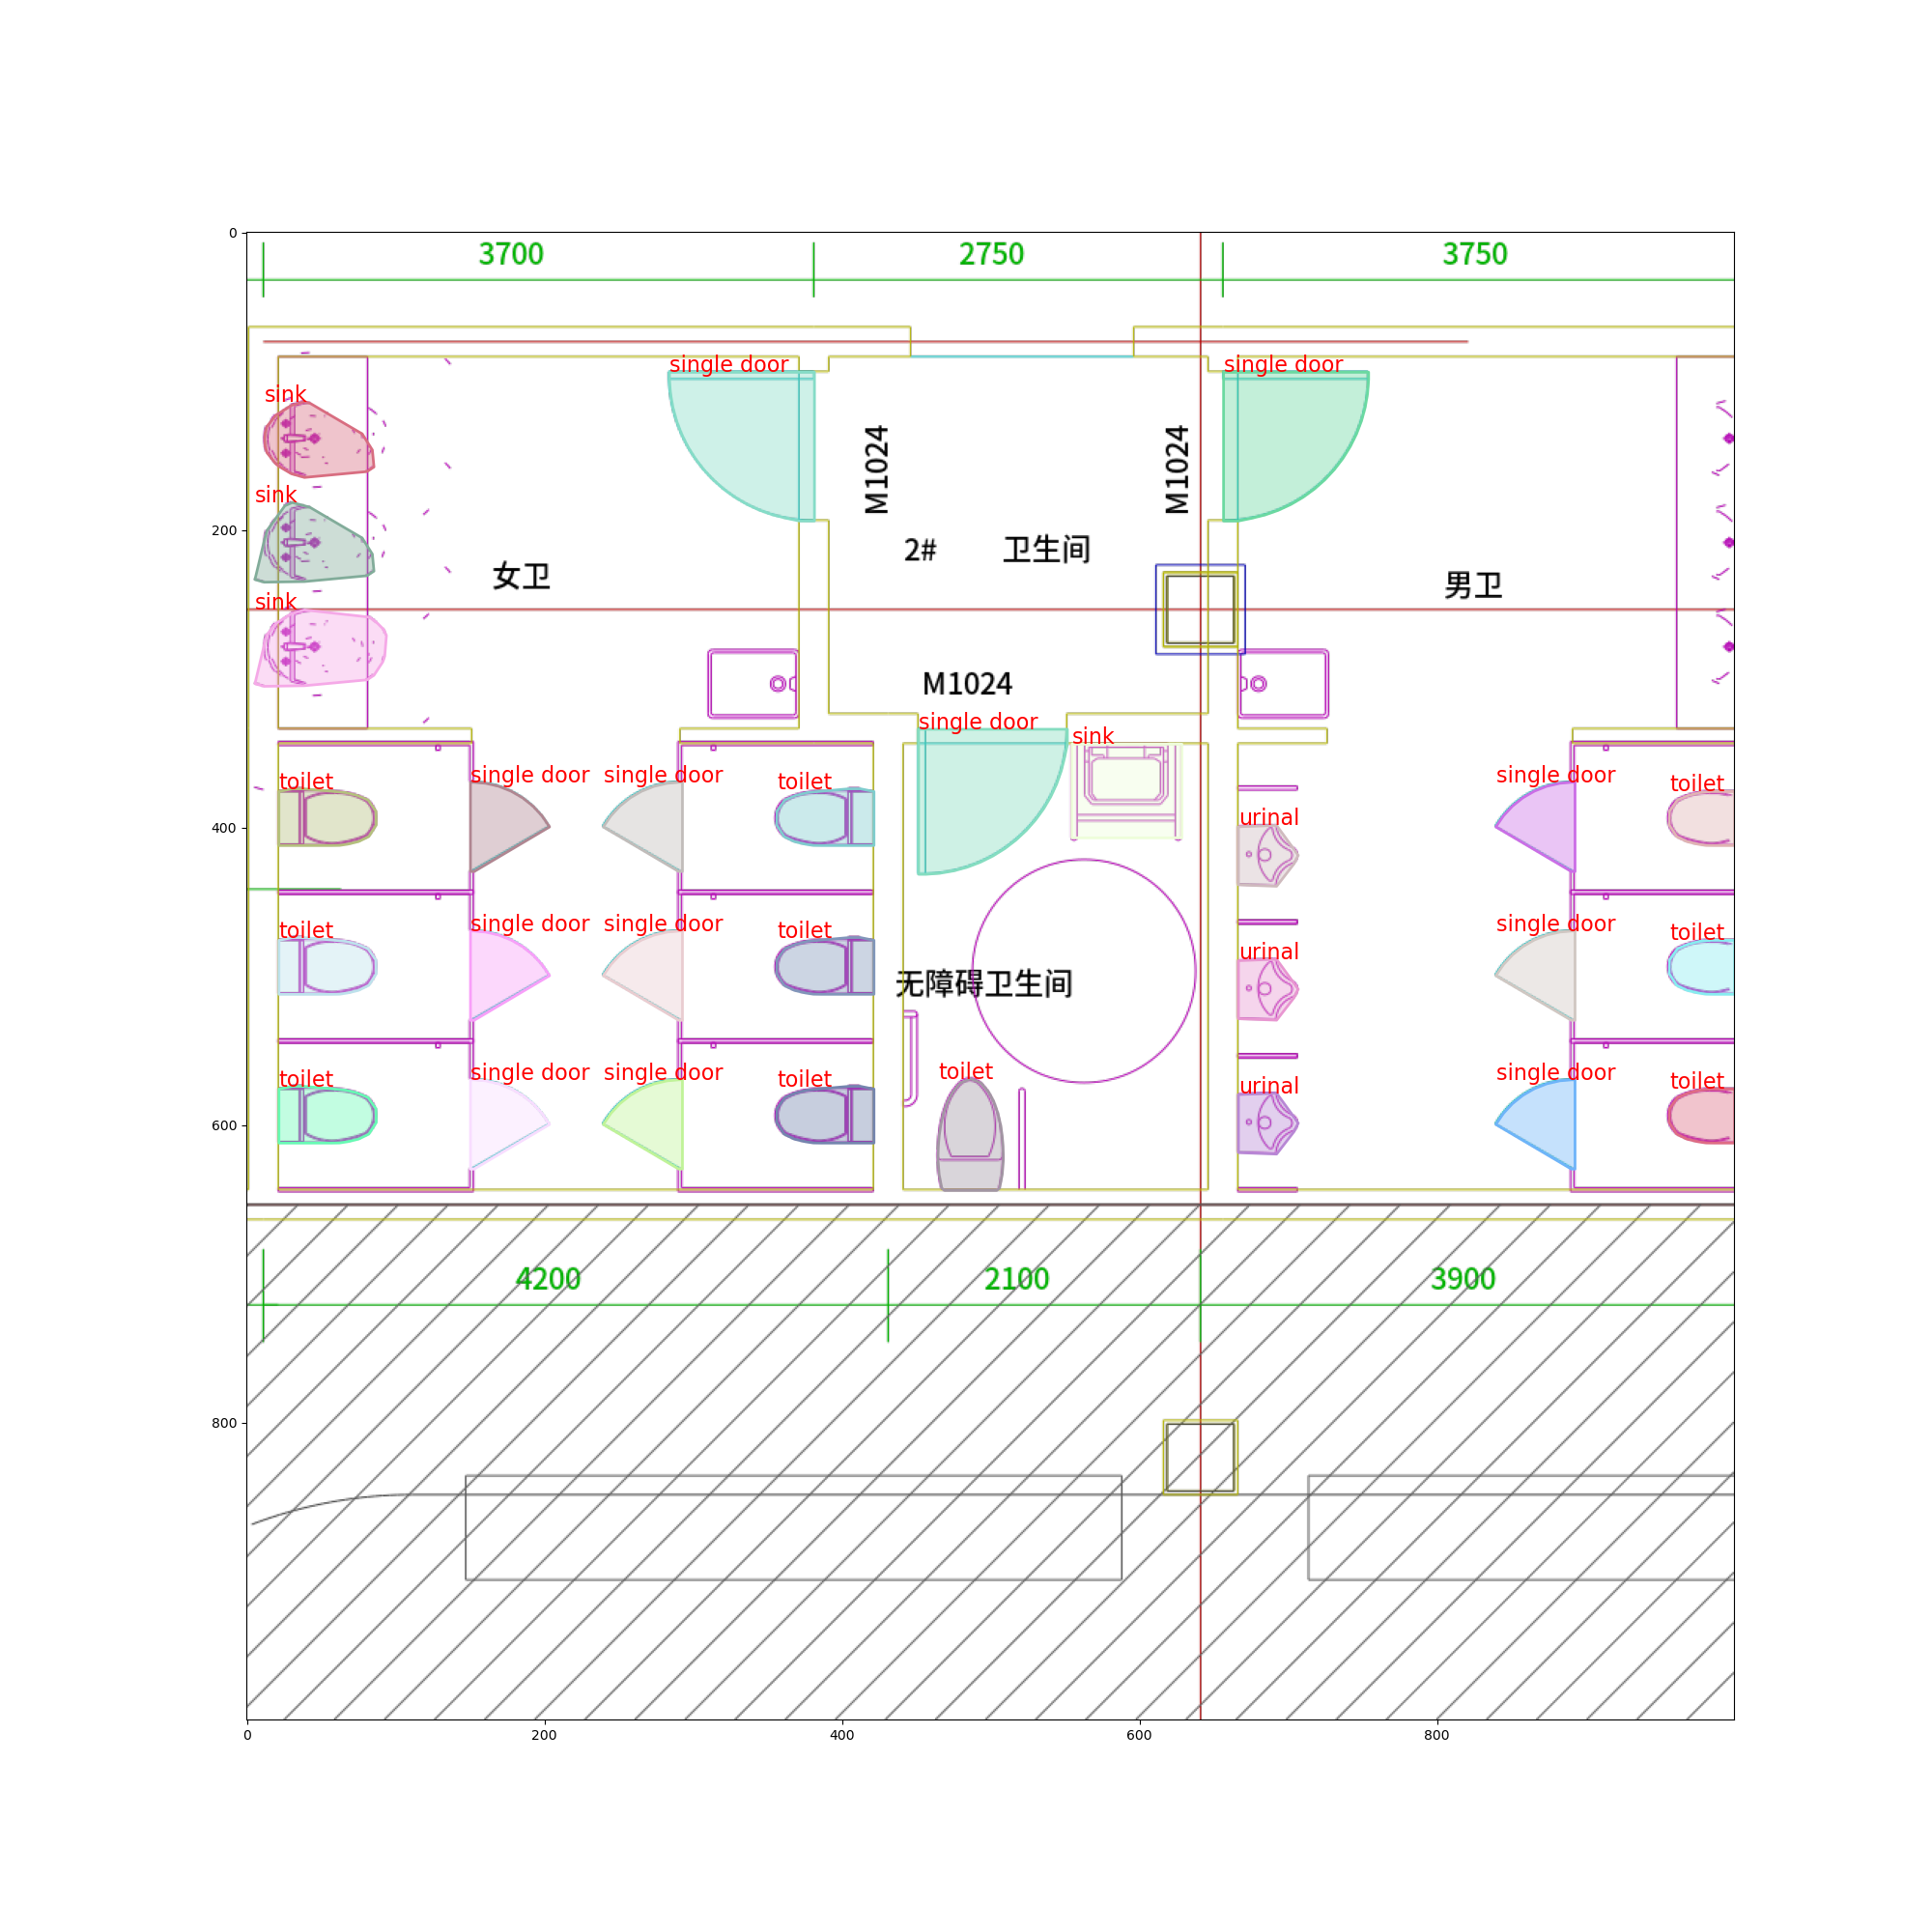 0
3700
2750
3750
single door
single door
sink
M1024
M1024
sink
200
2#
卫生间
女卫
男卫
sink
M1024
single door
sink
toilet
single door
single door
toilet
single door
toilet
400
urinal
toilet
single door
single door
toilet
single door
toilet
urinal
无障碍卫生间
toilet
single door
single door
toilet
toilet
single door
toilet
urinal
600
4200
2100
3900
800
0
200
400
600
800